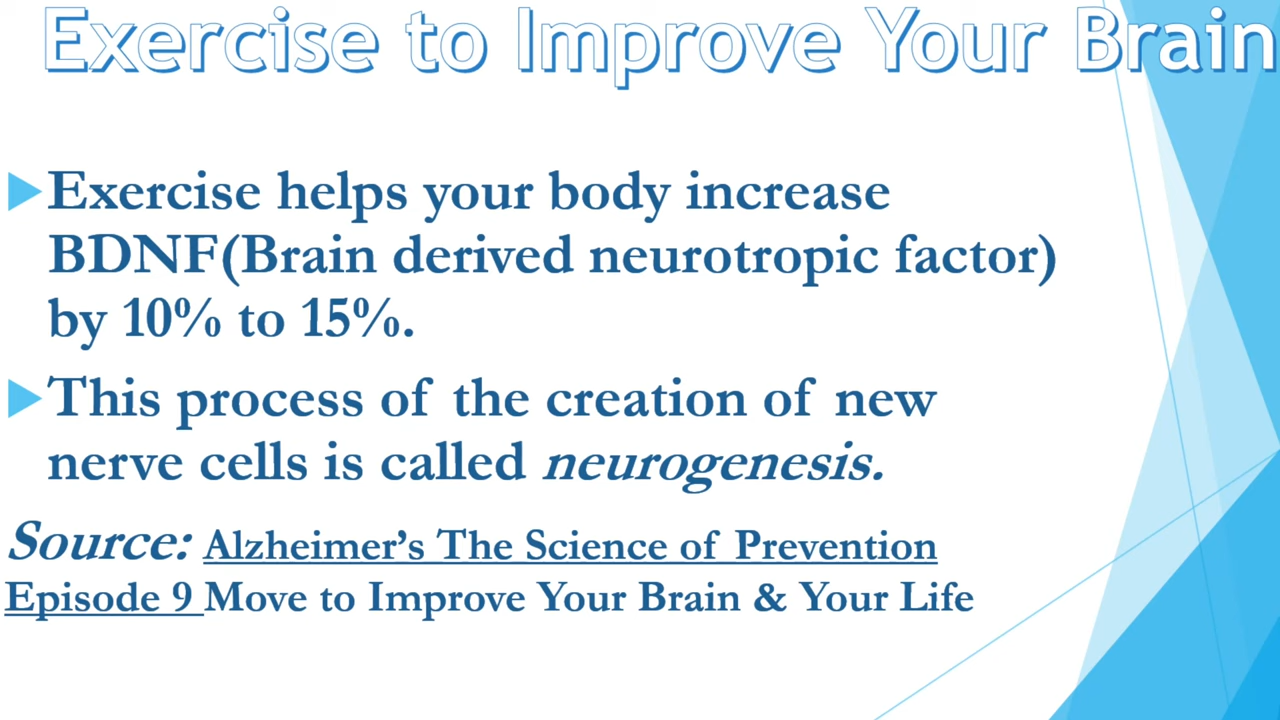 Exercise to Improve Your Brain
Exercise helps your body increase
BDNF(Brain derived neurotropic factor)
by 10% to 15%.
This process of the creation of new
nerve cells is called neurogenesis.
Source: Alzheimer’s The Science of Prevention
Episode 9 Move to Improve Your Brain & Your Life